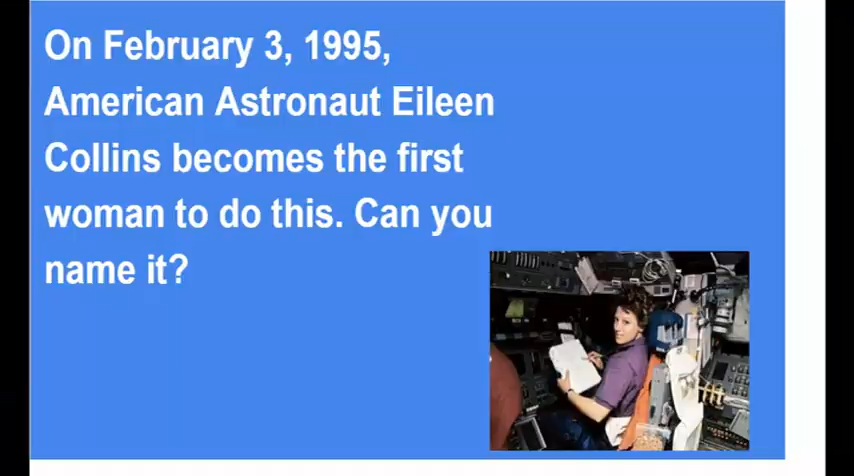 On February 3, 1995,
American Astronaut Eileen
Collins becomes the first
woman to do this. Can you
name it?